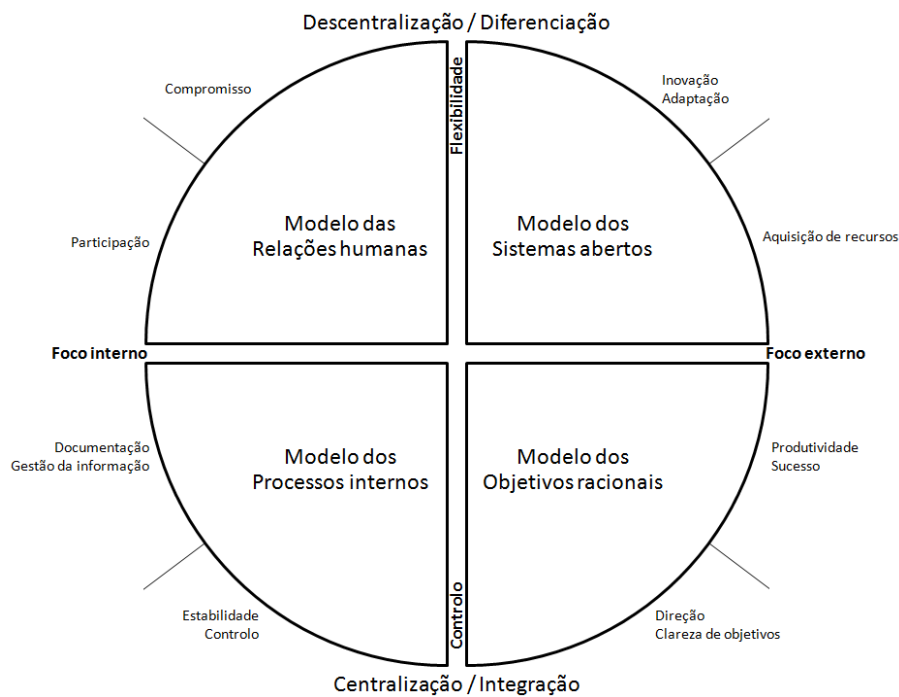 Descentralização / Diferenciação
Compromisso
Flexibilidade
Inovação
Adaptação
Participação
Modelo das
Relações humanas
Modelo dos
Sistemas abertos
Aquisição de recursos
Foco interno
Foco externo
Documentação
Gestão da informação
Modelo dos
Processos internos
Modelo dos
Objetivos racionais
Produtividade
Sucesso
Estabilidade
Controlo
Controlo
Direção
Clareza de objetivos
Centralização / Integração